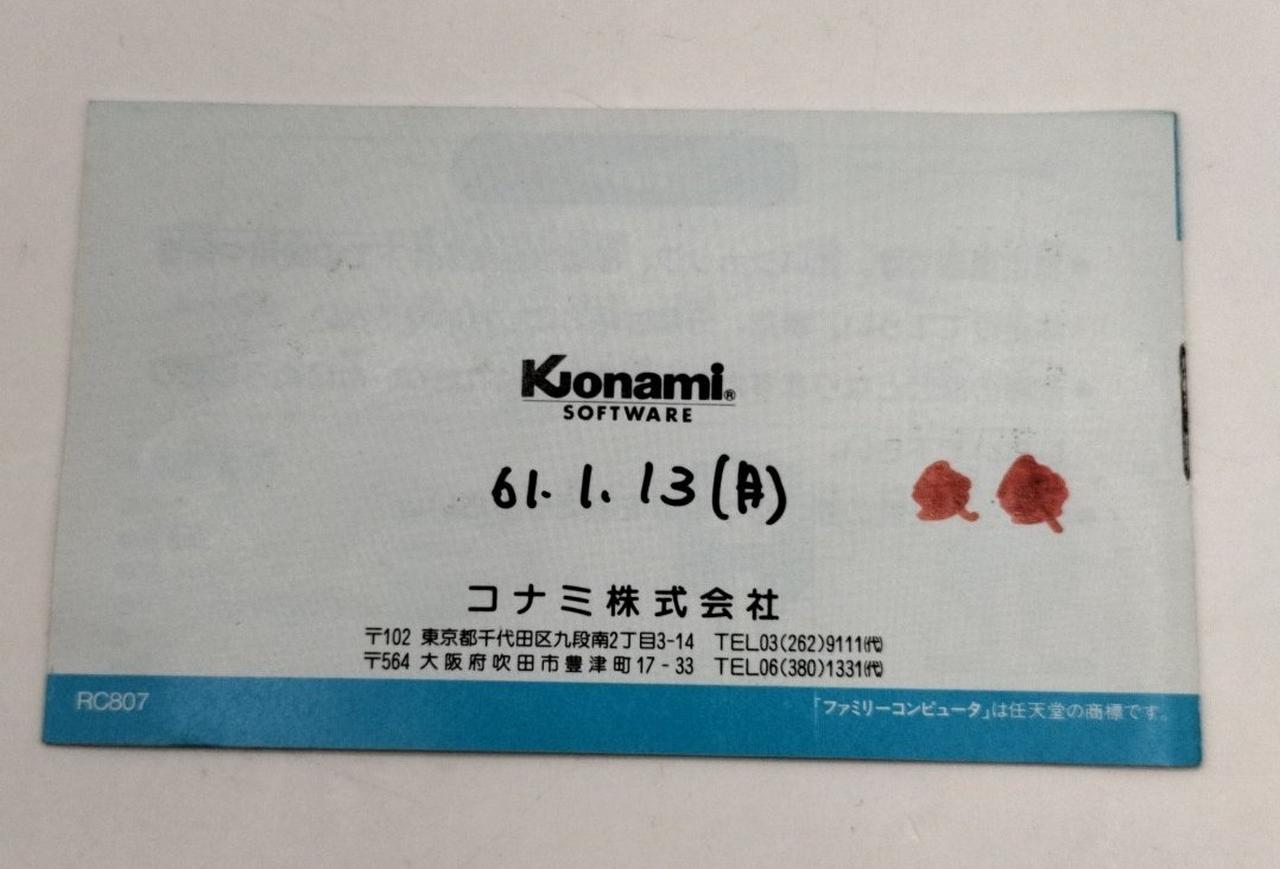 Konami®
SOFTWARE
61. 1. 13 (月)
コナミ株式会社
〒102 東京都千代田区九段南2丁目3-14 TEL03(262)9111㈹
〒564 大阪府吹田市豊津町17-33 TEL06(380)1331㈹
RC807
「ファミリーコンピュータ」は任天堂の商標です。